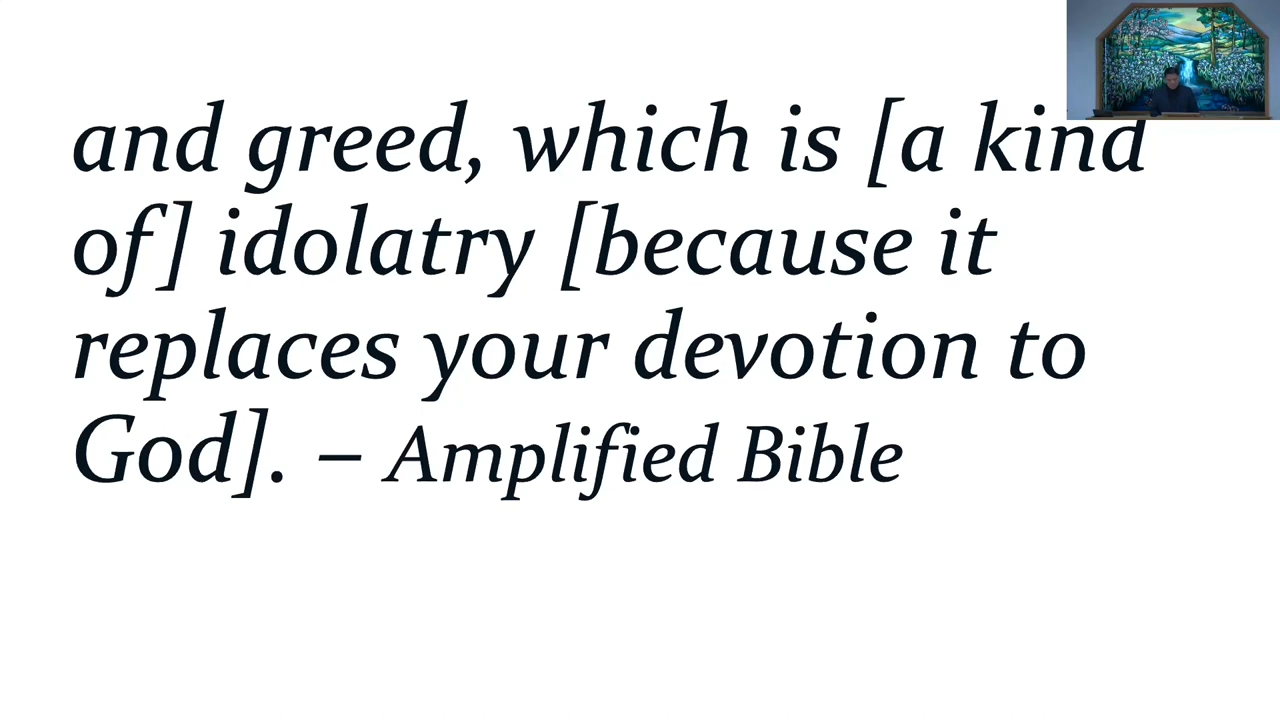 and greed, which is [a kind
of] idolatry [because it
replaces your devotion to
God]. – Amplified Bible